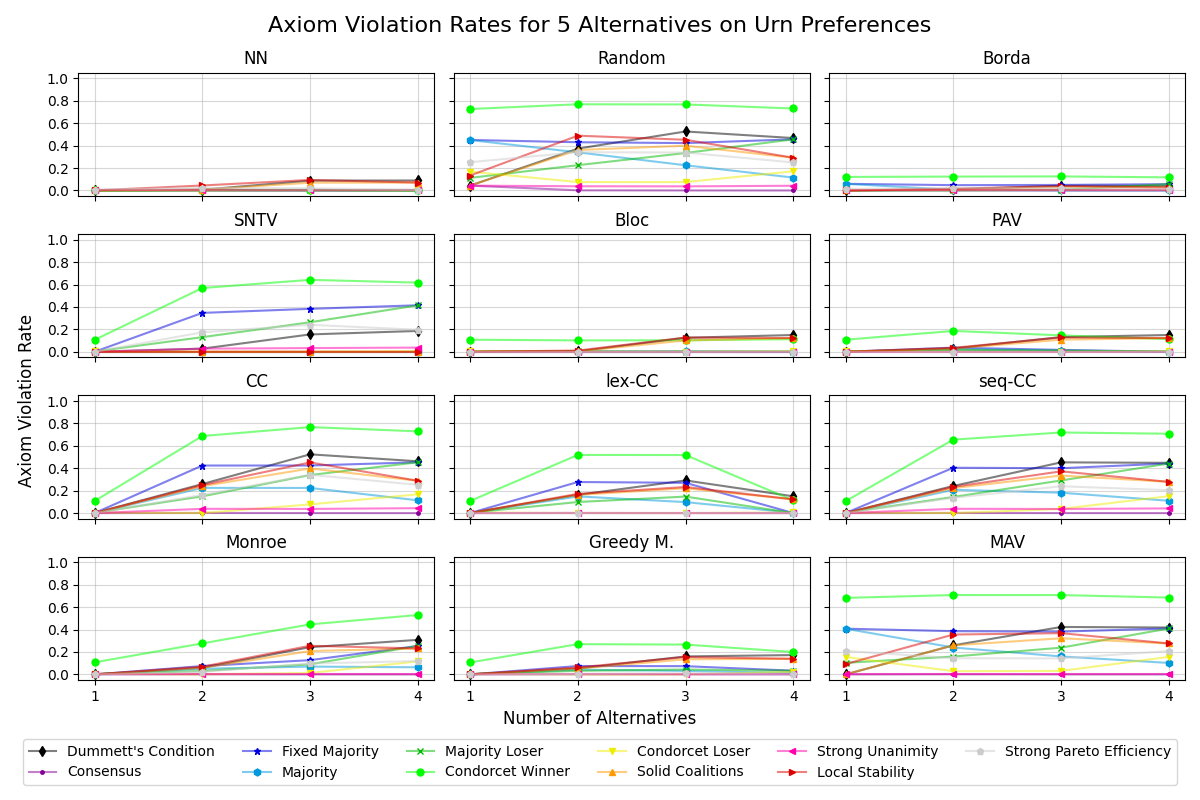 Axiom Violation Rates for 5 Alternatives on Urn Preferences
NN
Random
Borda
1.0
0.8
0.6
0.4
0.2
0.0
SNTV
Bloc
PAV
1.0
0.8
0.6
0.4
0.2
0.0
CC
lex-CC
seq-CC
1.0
0.8
0.6
0.4
0.2
0.0
Monroe
Greedy M.
MAV
1.0
0.8
0.6
0.4
0.2
0.0
1 2 3 4
1 2 3 4
1 2 3 4
Axiom Violation Rate
Number of Alternatives
Dummett's Condition
Consensus
Fixed Majority
Majority
Majority Loser
Condorcet Winner
Condorcet Loser
Solid Coalitions
Strong Unanimity
Local Stability
Strong Pareto Efficiency